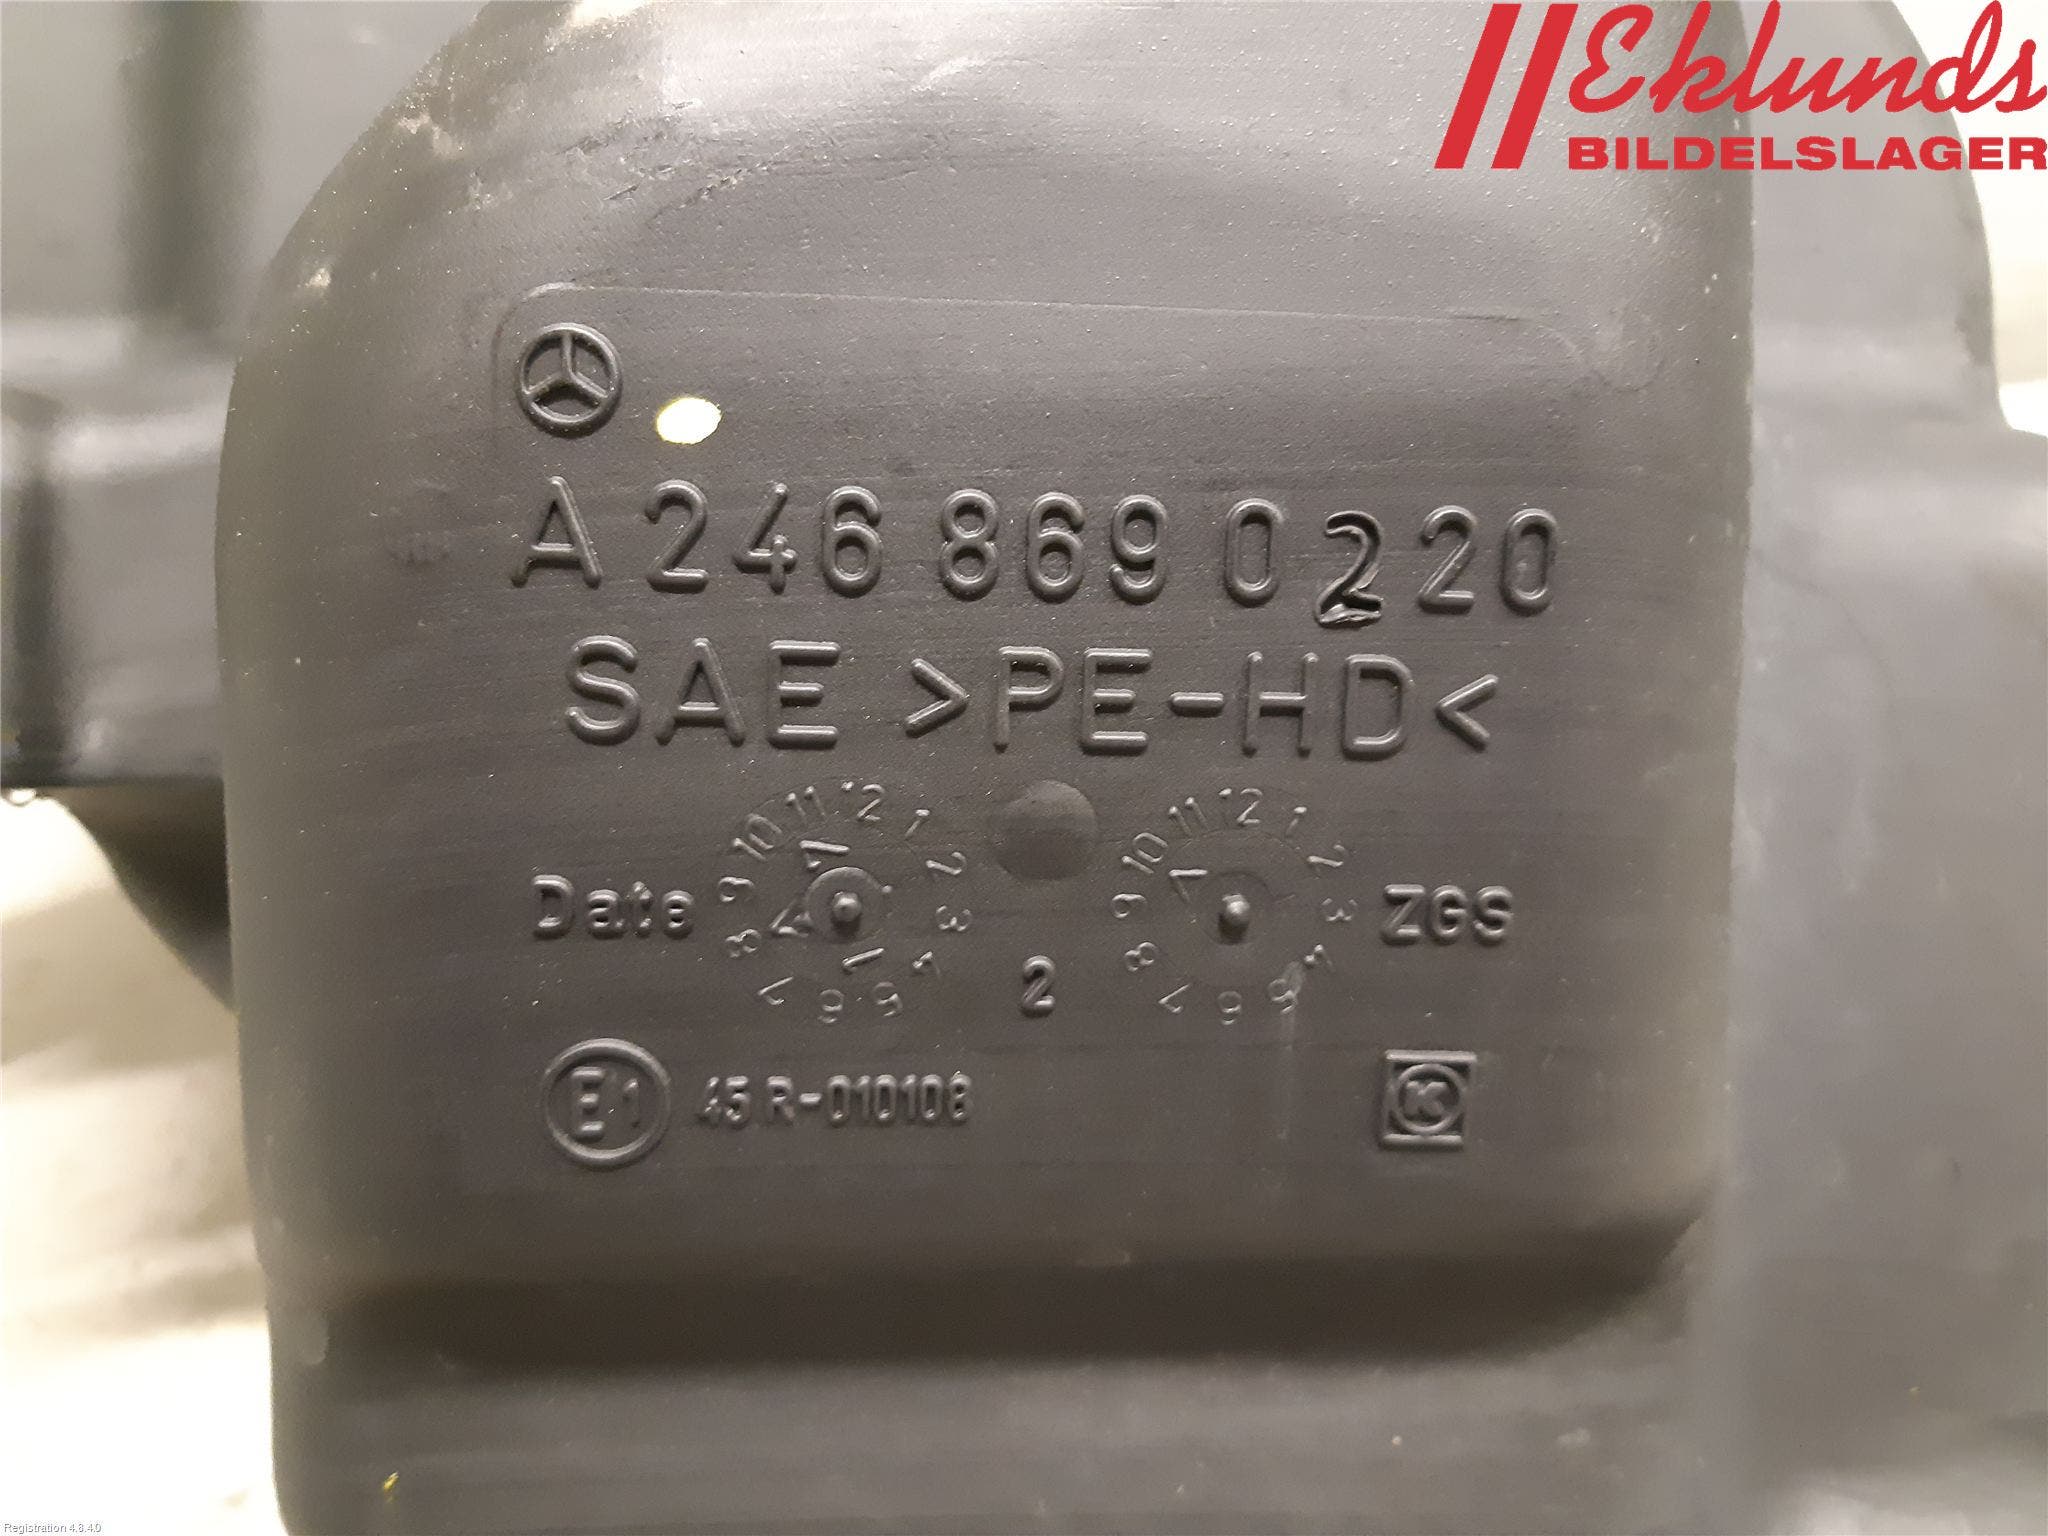 Eklunds
BILDELSLAGER
A 246 869 02 20
SAE >PE-HD<
11 12 1 2 3 4 5 6 7 8 9 10
11 12 1 2 3 4 5 6 7 8 9 10
Date
ZGS
2
E1 45 R-010108
K
Registration 4.8.4.0